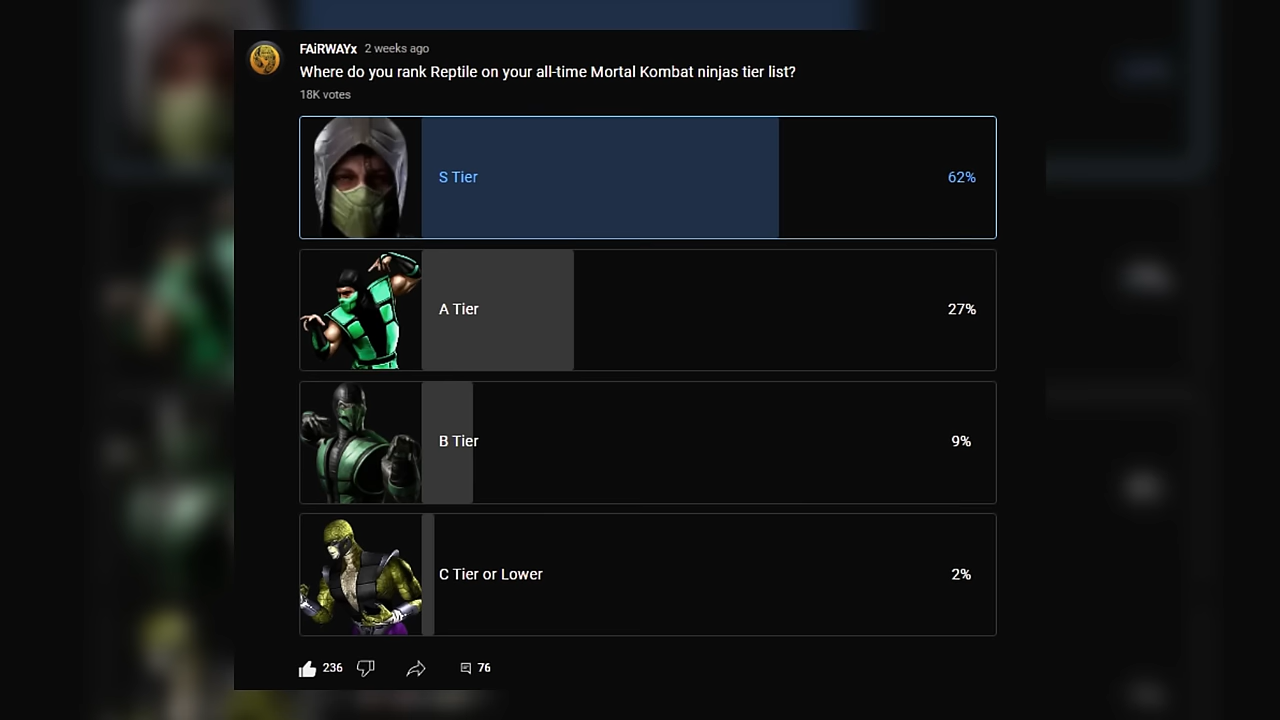 FAiRWAYx 2 weeks ago
Where do you rank Reptile on your all-time Mortal Kombat ninjas tier list?
18K votes
S Tier 62%
A Tier 27%
B Tier 9%
C Tier or Lower 2%
236 76